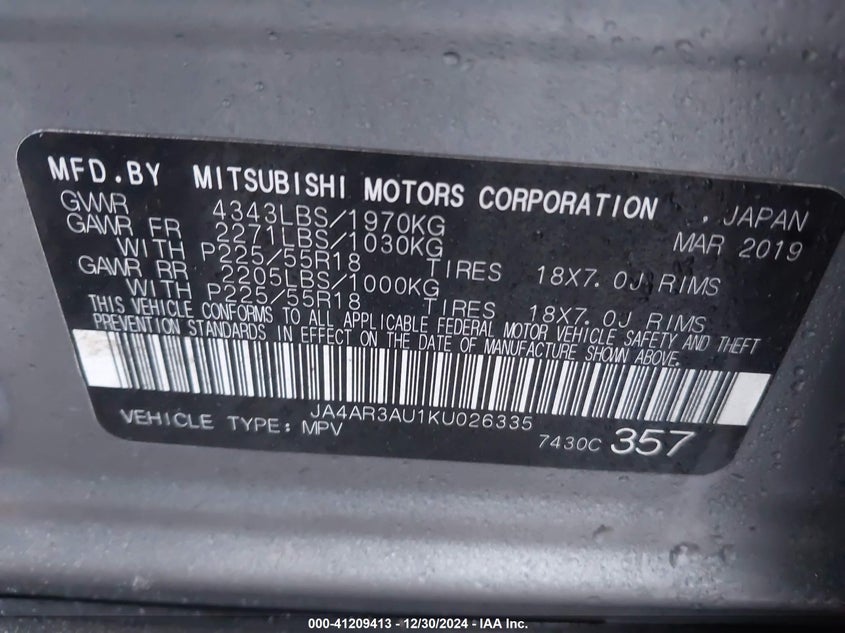 MFD.BY MITSUBISHI MOTORS CORPORATION . JAPAN
GVWR 4343LBS/1970KG MAR 2019
GAWR FR 2271LBS/1030KG
WITH P225/55R18 TIRES 18X7.0J RIMS
GAWR RR 2205LBS/1000KG
WITH P225/55R18 TIRES 18X7.0J RIMS
THIS VEHICLE CONFORMS TO ALL APPLICABLE FEDERAL MOTOR VEHICLE SAFETY AND THEFT
PREVENTION STANDARDS IN EFFECT ON THE DATE OF MANUFACTURE SHOWN ABOVE.
JA4AR3AU1KU026335
VEHICLE TYPE: MPV 7430C 357
000-41209413 - 12/30/2024 - IAA Inc.